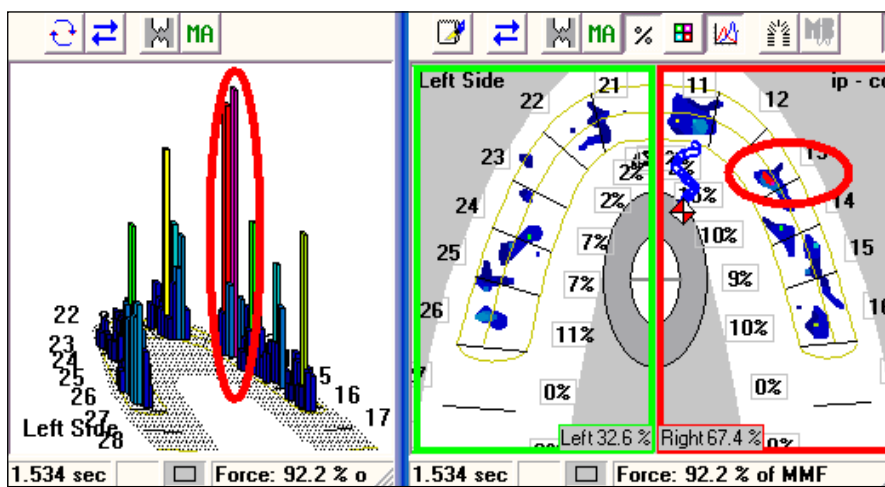 MA
MA %
Left Side
ip - co
21
11
22
12
23
24
14
25
15
26
2%
2%
10%
7%
7%
9%
11%
10%
0%
0%
22
23
24
25
26
27
28
16
17
Left Side
Left 32.6 %
Right 67.4 %
0%
1.534 sec
Force: 92.2 % o
1.534 sec
Force: 92.2 % of MMF